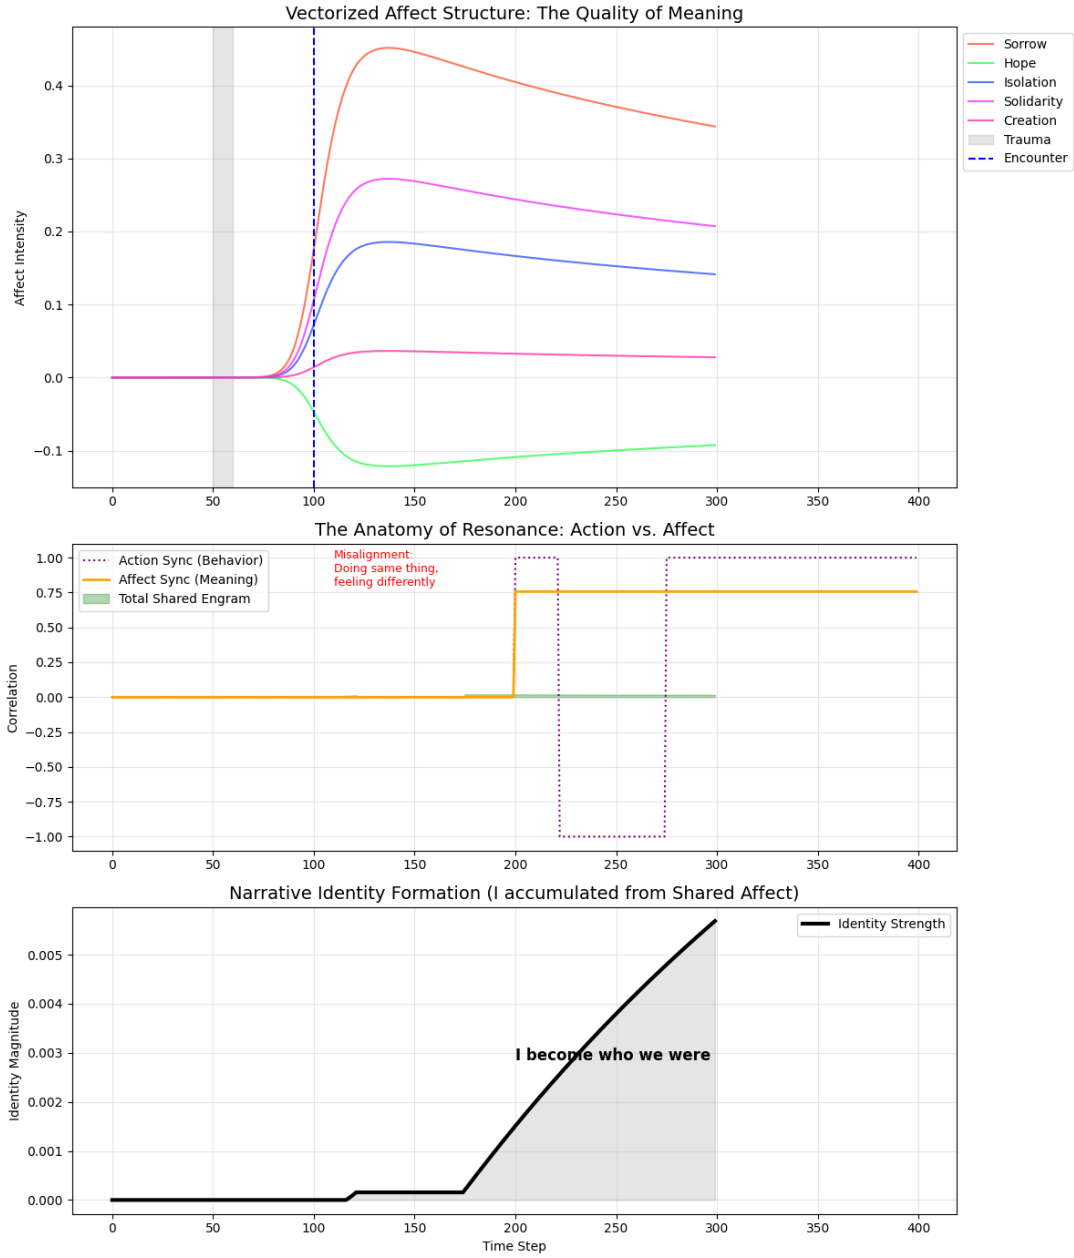 Vectorized Affect Structure: The Quality of Meaning
Affect Intensity
0.4
0.3
0.2
0.1
0.0
−0.1
0
50
100
150
200
250
300
350
400
Sorrow
Hope
Isolation
Solidarity
Creation
Trauma
Encounter
The Anatomy of Resonance: Action vs. Affect
Correlation
1.00
0.75
0.50
0.25
0.00
−0.25
−0.50
−0.75
−1.00
Action Sync (Behavior)
Affect Sync (Meaning)
Total Shared Engram
Misalignment:
Doing same thing,
feeling differently
0
50
100
150
200
250
300
350
400
Narrative Identity Formation (I accumulated from Shared Affect)
Identity Magnitude
0.005
0.004
0.003
0.002
0.001
0.000
Identity Strength
I become who we were
0
50
100
150
200
250
300
350
400
Time Step